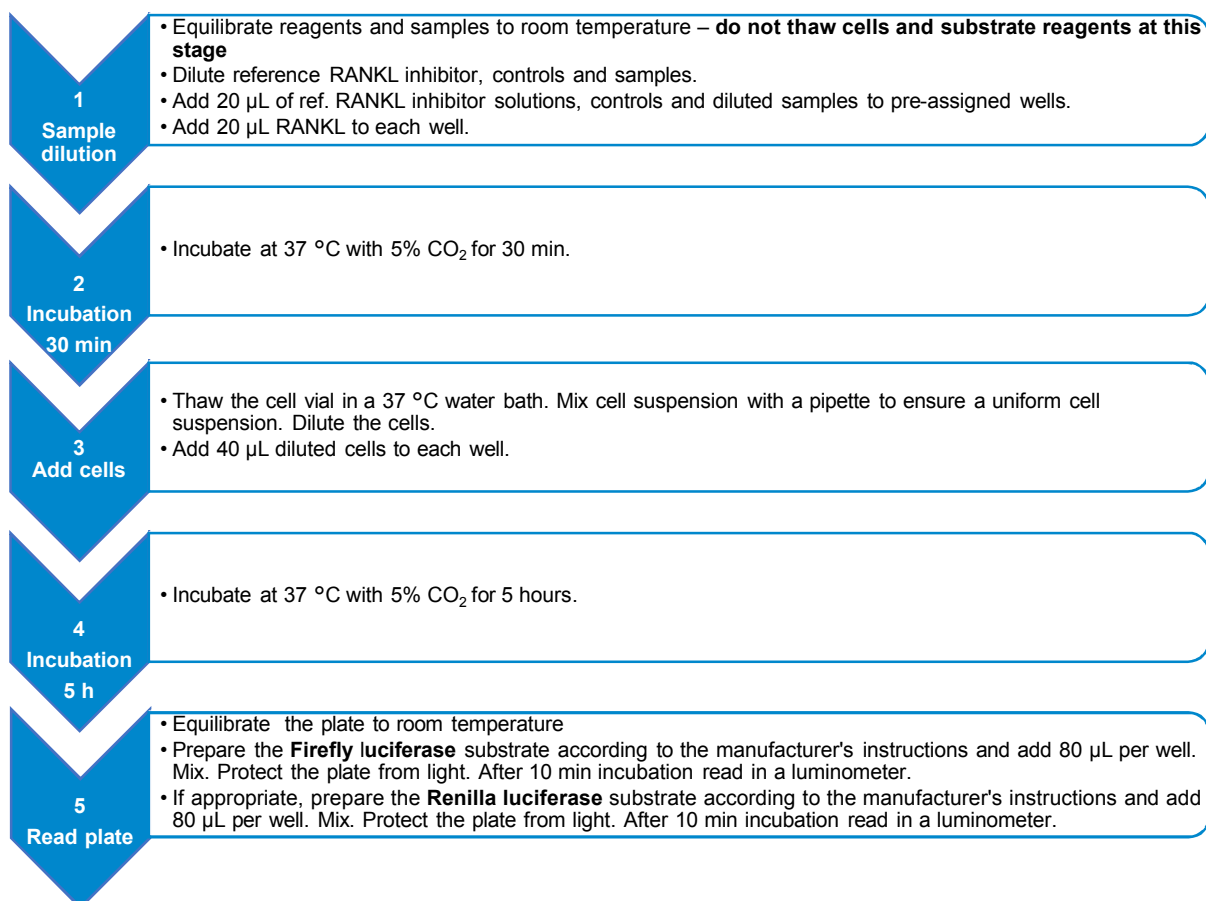 1
Sample
dilution
• Equilibrate reagents and samples to room temperature – do not thaw cells and substrate reagents at this
stage
• Dilute reference RANKL inhibitor, controls and samples.
• Add 20 µL of ref. RANKL inhibitor solutions, controls and diluted samples to pre-assigned wells.
• Add 20 µL RANKL to each well.
2
Incubation
30 min
• Incubate at 37 °C with 5% CO₂ for 30 min.
3
Add cells
• Thaw the cell vial in a 37 °C water bath. Mix cell suspension with a pipette to ensure a uniform cell
suspension. Dilute the cells.
• Add 40 µL diluted cells to each well.
4
Incubation
5 h
• Incubate at 37 °C with 5% CO₂ for 5 hours.
5
Read plate
• Equilibrate the plate to room temperature
• Prepare the Firefly luciferase substrate according to the manufacturer's instructions and add 80 µL per well.
Mix. Protect the plate from light. After 10 min incubation read in a luminometer.
• If appropriate, prepare the Renilla luciferase substrate according to the manufacturer's instructions and add
80 µL per well. Mix. Protect the plate from light. After 10 min incubation read in a luminometer.